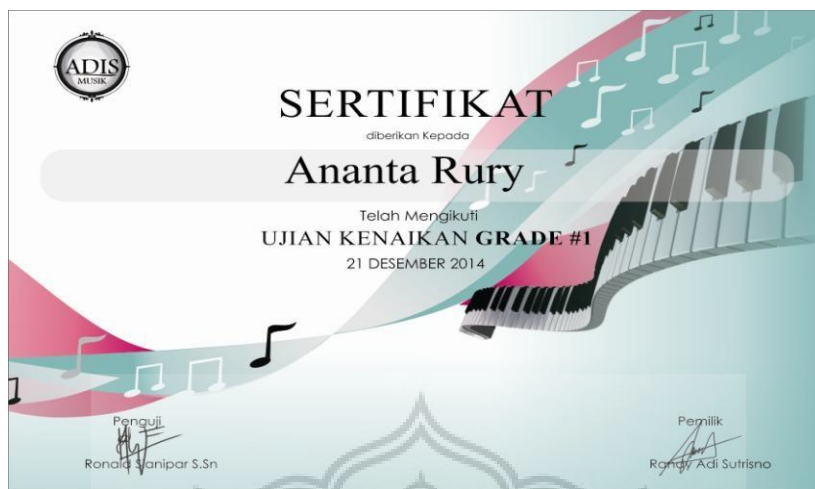 ADIS
MUSIK
SERTIFIKAT
diberikan Kepada
Ananta Rury
Telah Mengikuti
UJIAN KENAIKAN GRADE #1
21 DESEMBER 2014
Penguji
Ronald Sianipar S.Sn
Pemilik
Randy Adi Sutrisno